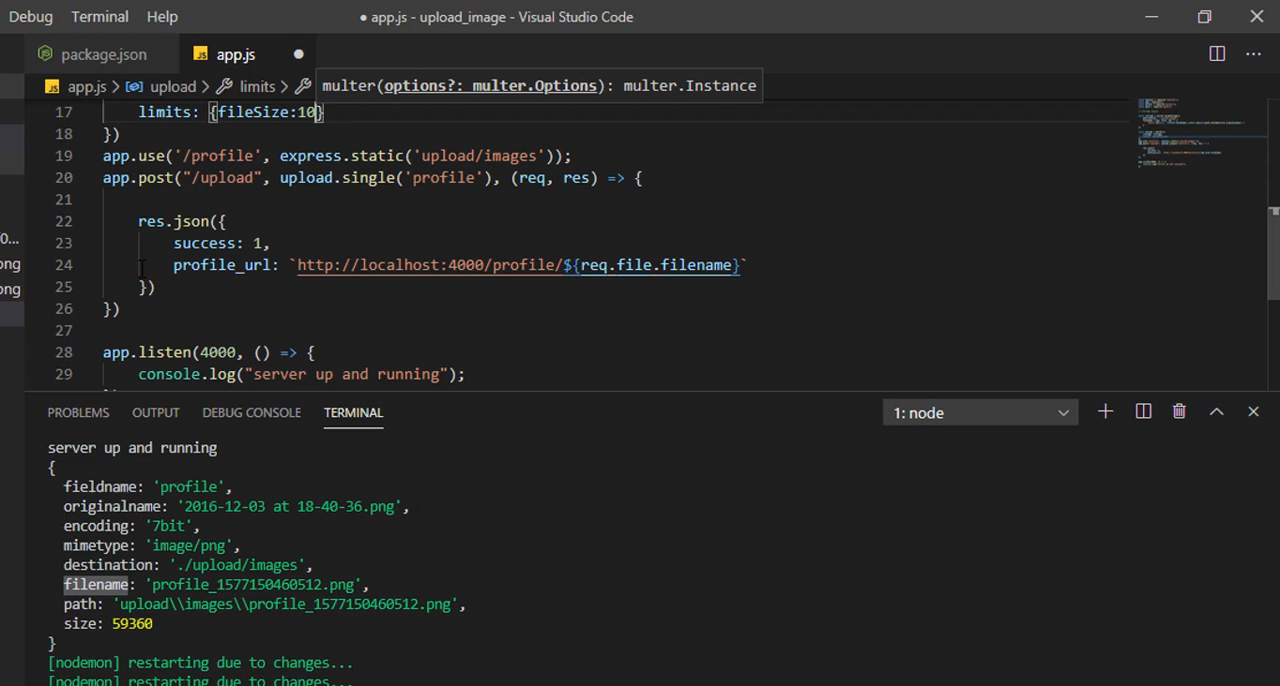 Debug Terminal Help
● app.js - upload_image - Visual Studio Code
package.json
JS app.js ●
JS app.js > upload > limits >
multer(options?: multer.Options): multer.Instance
17 limits: {fileSize:10}
18 })
19 app.use('/profile', express.static('upload/images'));
20 app.post("/upload", upload.single('profile'), (req, res) => {
21
22 res.json({
23 success: 1,
24 profile_url: `http://localhost:4000/profile/${req.file.filename}`
25 })
26 })
27
28 app.listen(4000, () => {
29 console.log("server up and running");
0...
png
png
PROBLEMS OUTPUT DEBUG CONSOLE TERMINAL
1: node
server up and running
{
fieldname: 'profile',
originalname: '2016-12-03 at 18-40-36.png',
encoding: '7bit',
mimetype: 'image/png',
destination: './upload/images',
filename: 'profile_1577150460512.png',
path: 'upload\\images\\profile_1577150460512.png',
size: 59360
}
[nodemon] restarting due to changes...
[nodemon] restarting due to changes...